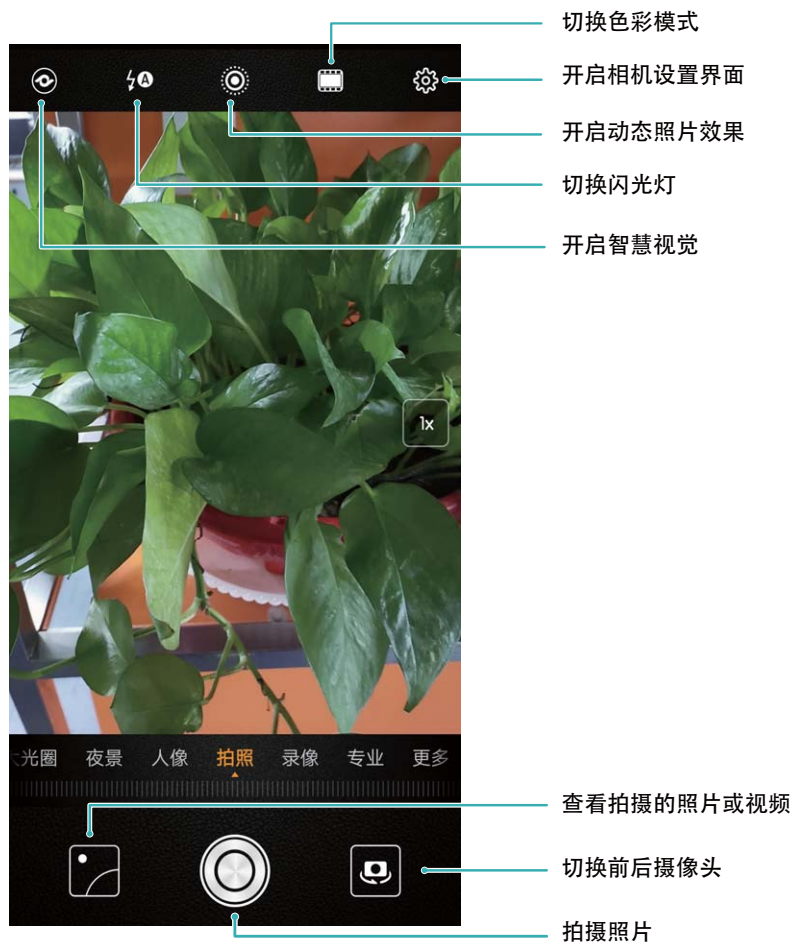 切换色彩模式
开启相机设置界面
开启动态照片效果
切换闪光灯
开启智慧视觉
A
1x
光圈 夜景 人像 拍照 录像 专业 更多
查看拍摄的照片或视频
切换前后摄像头
拍摄照片